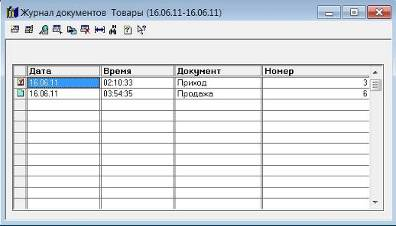 Журнал документов Товары (16.06.11-16.06.11)
Дата Время Документ Номер
16.06.11 02:10:33 Приход 3
16.06.11 03:54:35 Продажа 6